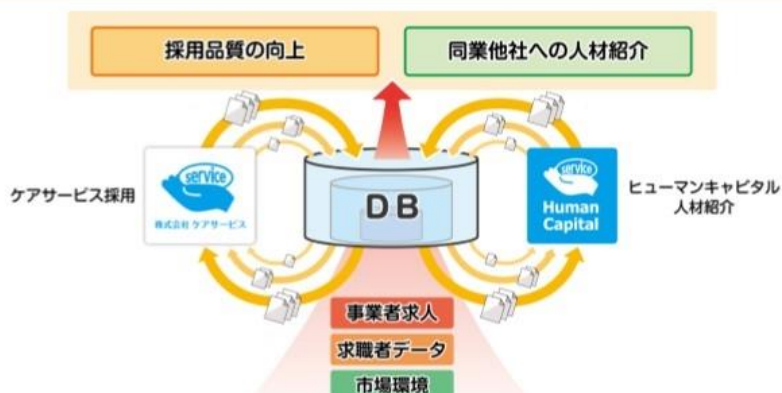 採用品質の向上
同業他社への人材紹介
ケアサービス採用
service
株式会社 ケアサービス
DB
service
Human
Capital
ヒューマンキャピタル
人材紹介
事業者求人
求職者データ
市場環境